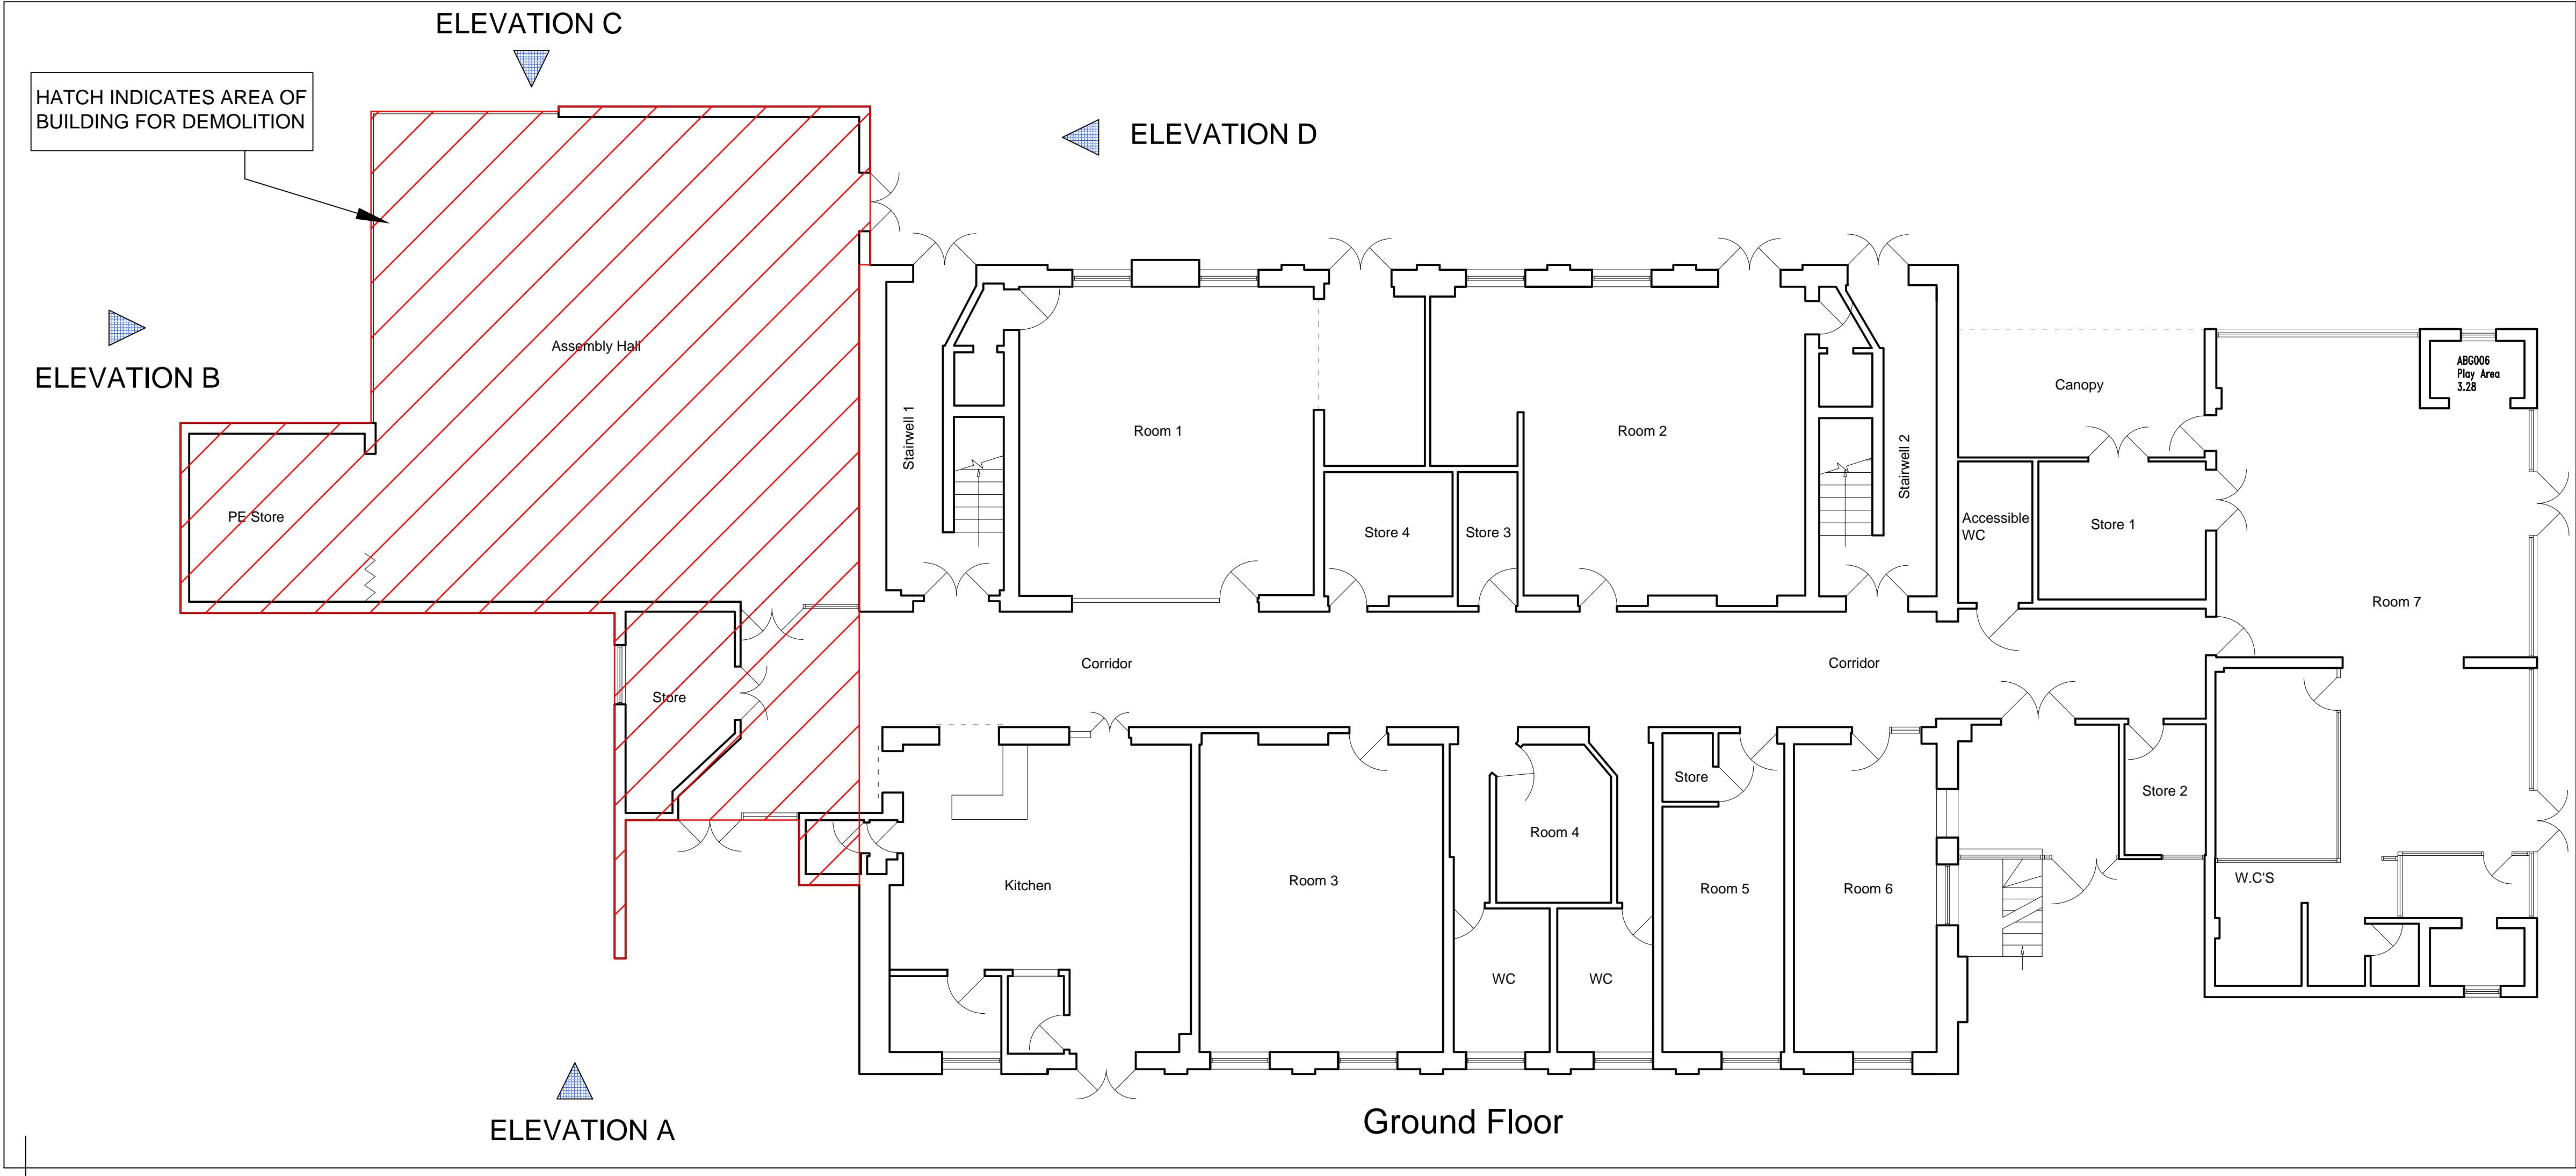 ELEVATION C
HATCH INDICATES AREA OF
BUILDING FOR DEMOLITION
ELEVATION D
Assembly Hall
ELEVATION B
ABG006
Play Area
3.28
Canopy
Stairwell 1
Room 1
Room 2
Stairwell 2
PE Store
Store 4
Store 3
Accessible
WC
Store 1
Room 7
Corridor
Corridor
Store
Store
Store 2
Room 4
Kitchen
Room 3
Room 5
Room 6
W.C'S
WC
WC
ELEVATION A
Ground Floor